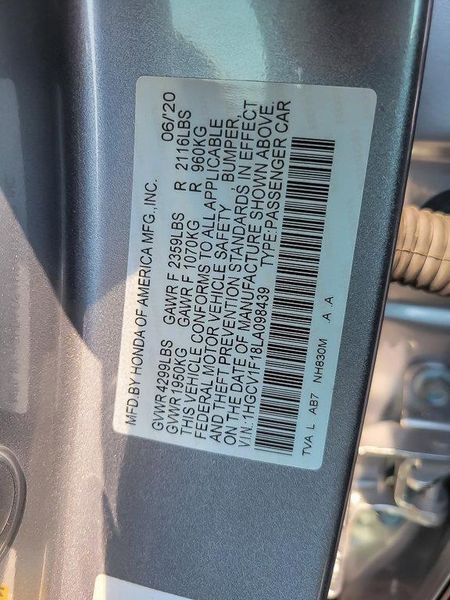 MFD BY HONDA OF AMERICA MFG.,INC. 06/20
GVWR 4299LBS GAWR F 2359LBS R 2116LBS
GVWR 1950KG GAWR F 1070KG R 960KG
THIS VEHICLE CONFORMS TO ALL APPLICABLE
FEDERAL MOTOR VEHICLE SAFETY , BUMPER,
AND THEFT PREVENTION STANDARDS IN EFFECT
ON THE DATE OF MANUFACTURE SHOWN ABOVE.
V.I.N.:1HGCV1F18LA098439 TYPE:PASSENGER CAR
TVA L AB7 NH830M A A